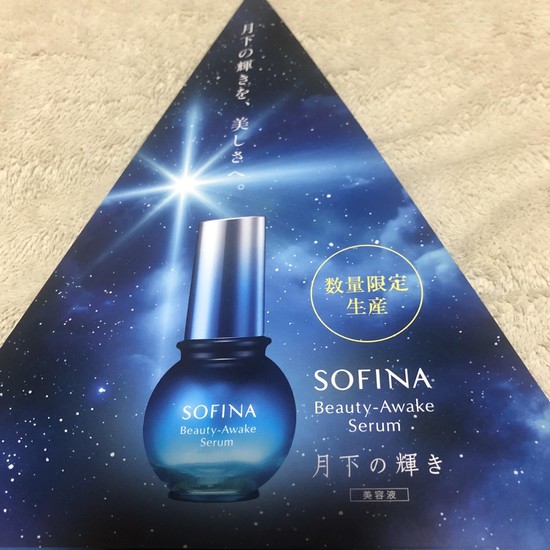 月下の輝きを、美しさへ。
数量限定
生産
SOFINA
Beauty-Awake
Serum
SOFINA
Beauty-Awake
Serum
月下の輝き
美容液